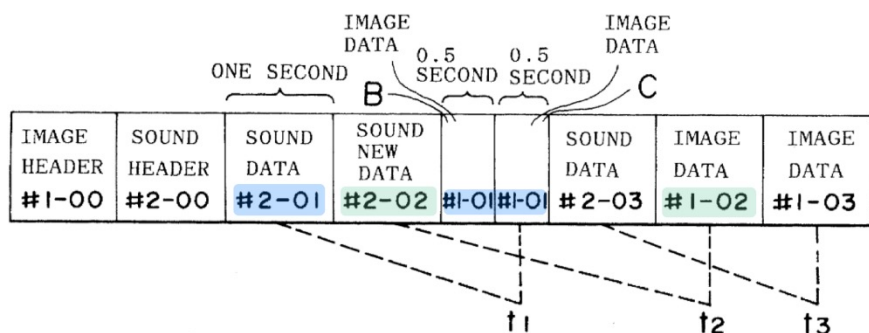 IMAGE
DATA
0.5
SECOND
0.5
SECOND
IMAGE
DATA
ONE SECOND
B
C
IMAGE
HEADER
#1-00
SOUND
HEADER
#2-00
SOUND
DATA
#2-01
SOUND
NEW
DATA
#2-02
#1-01
#1-01
SOUND
DATA
#2-03
IMAGE
DATA
#1-02
IMAGE
DATA
#1-03
t1
t2
t3